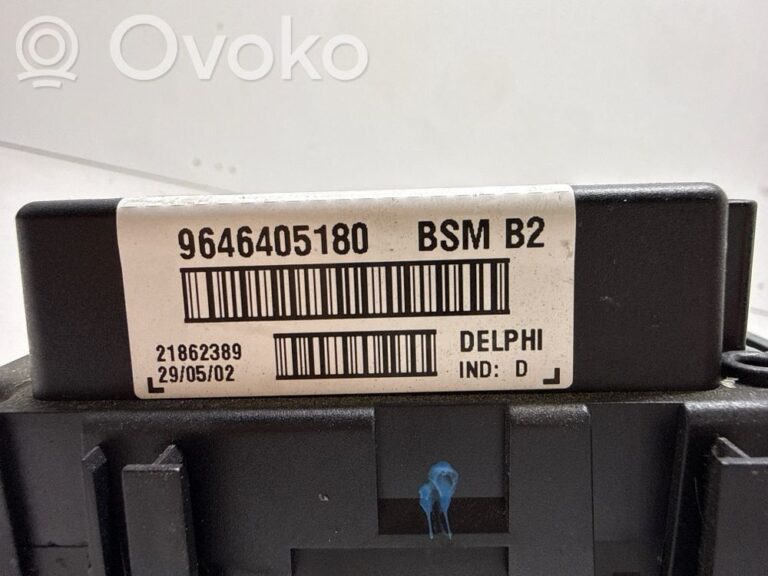 Ovoko
9646405180 BSM B2
21862389 DELPHI
29/05/02 IND: D